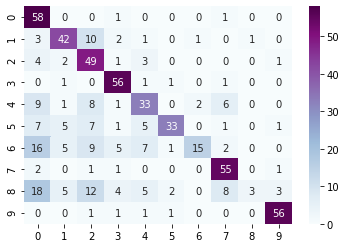 0 58 0 0 1 0 0 0 1 0 0
1 3 42 10 2 1 0 1 0 1 0
2 4 2 49 1 3 0 0 0 0 1
3 0 1 0 56 1 1 0 1 0 0
4 9 1 8 1 33 0 2 6 0 0
5 7 5 7 1 5 33 0 1 0 1
6 16 5 9 5 7 1 15 2 0 0
7 2 0 1 1 0 0 0 55 0 1
8 18 5 12 4 5 2 0 8 3 3
9 0 0 1 1 1 0 1 0 0 56
0 1 2 3 4 5 6 7 8 9
50
40
30
20
10
0